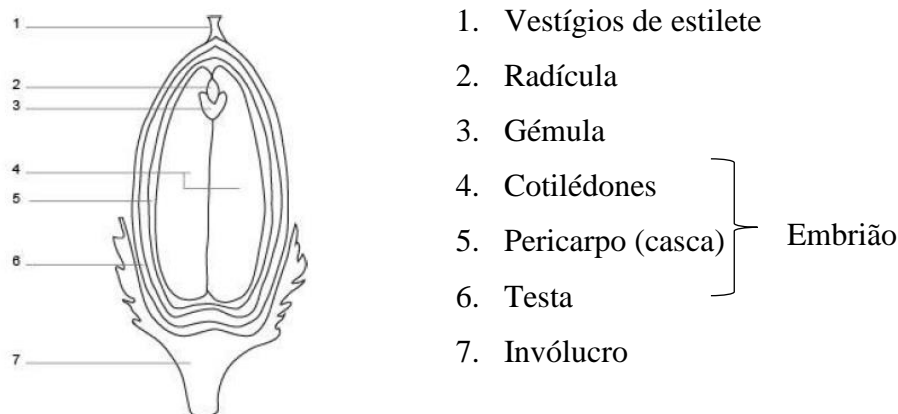 1
2
3
4
5
6
7
1. Vestígios de estilete
2. Radícula
3. Gémula
4. Cotilédones
5. Pericarpo (casca)
6. Testa
7. Invólucro
Embrião